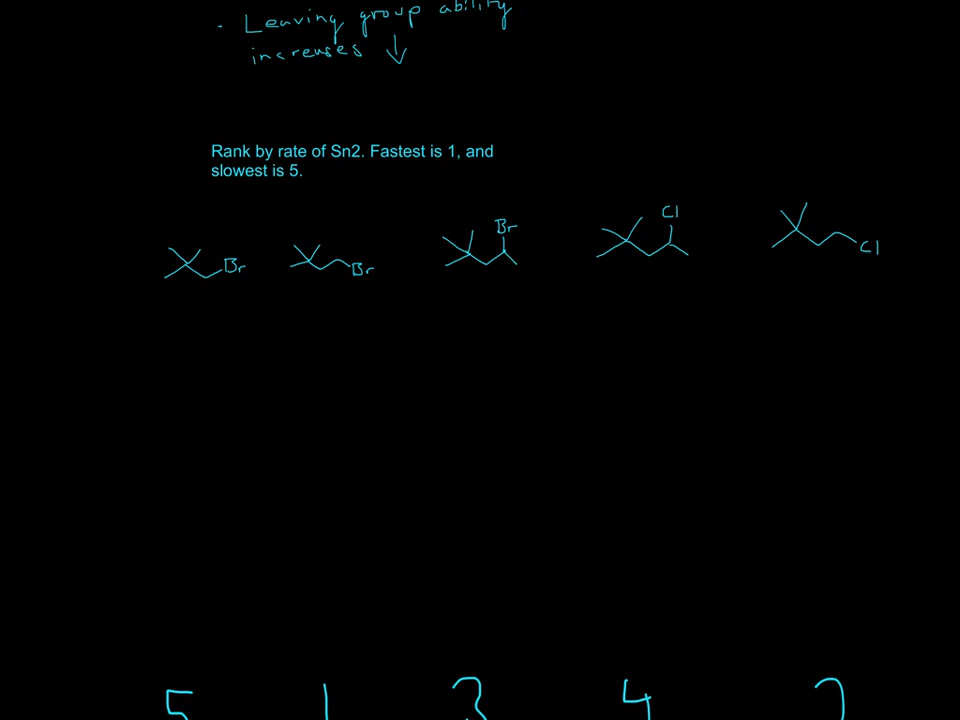 · Leaving group ability
increases ↓
Rank by rate of Sn2. Fastest is 1, and
slowest is 5.
Br Br Br Cl Cl
5 1 3 4 2